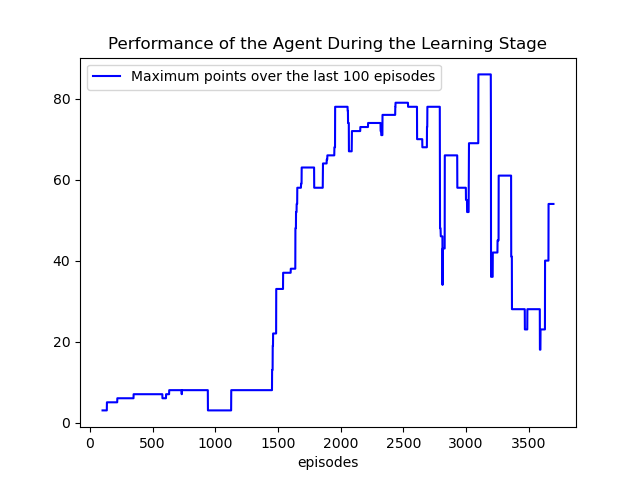 Performance of the Agent During the Learning Stage
Maximum points over the last 100 episodes
80
60
40
20
0
0 500 1000 1500 2000 2500 3000 3500
episodes